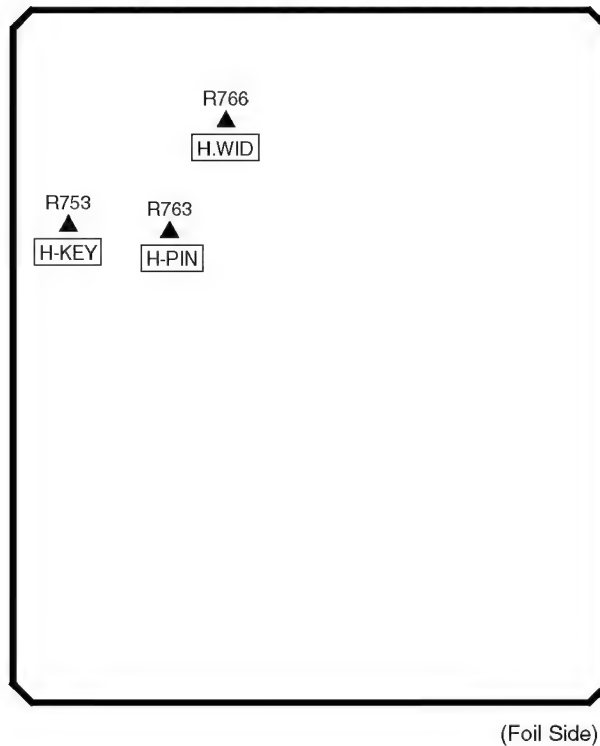 R766
H.WID
R753
H-KEY
R763
H-PIN
(Foil Side)